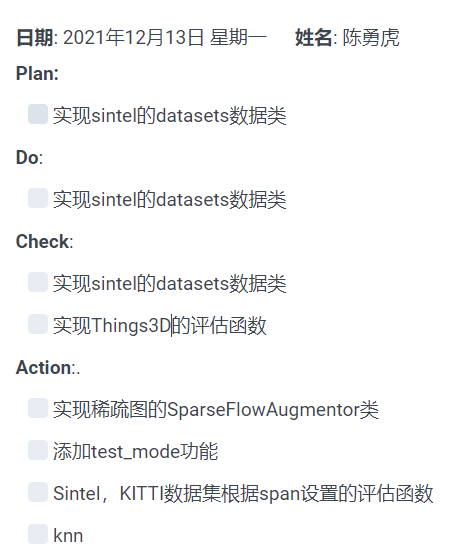 日期: 2021年12月13日 星期一 姓名: 陈勇虎
Plan:
实现sintel的datasets数据类
Do:
实现sintel的datasets数据类
Check:
实现sintel的datasets数据类
实现Things3D的评估函数
Action:.
实现稀疏图的SparseFlowAugmentor类
添加test_mode功能
Sintel，KITTI数据集根据span设置的评估函数
knn